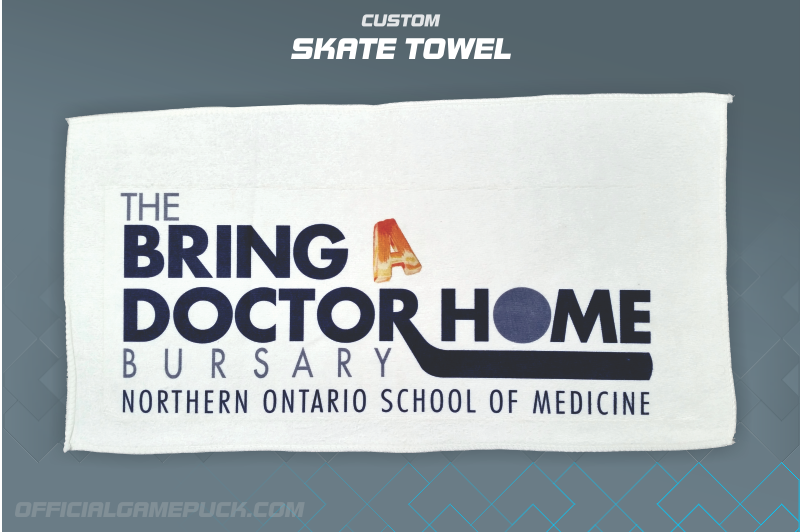 CUSTOM
SKATE TOWEL
THE
BRING A
DOCTOR HOME
BURSARY
NORTHERN ONTARIO SCHOOL OF MEDICINE
OFFICIALGAMEPUCK.COM